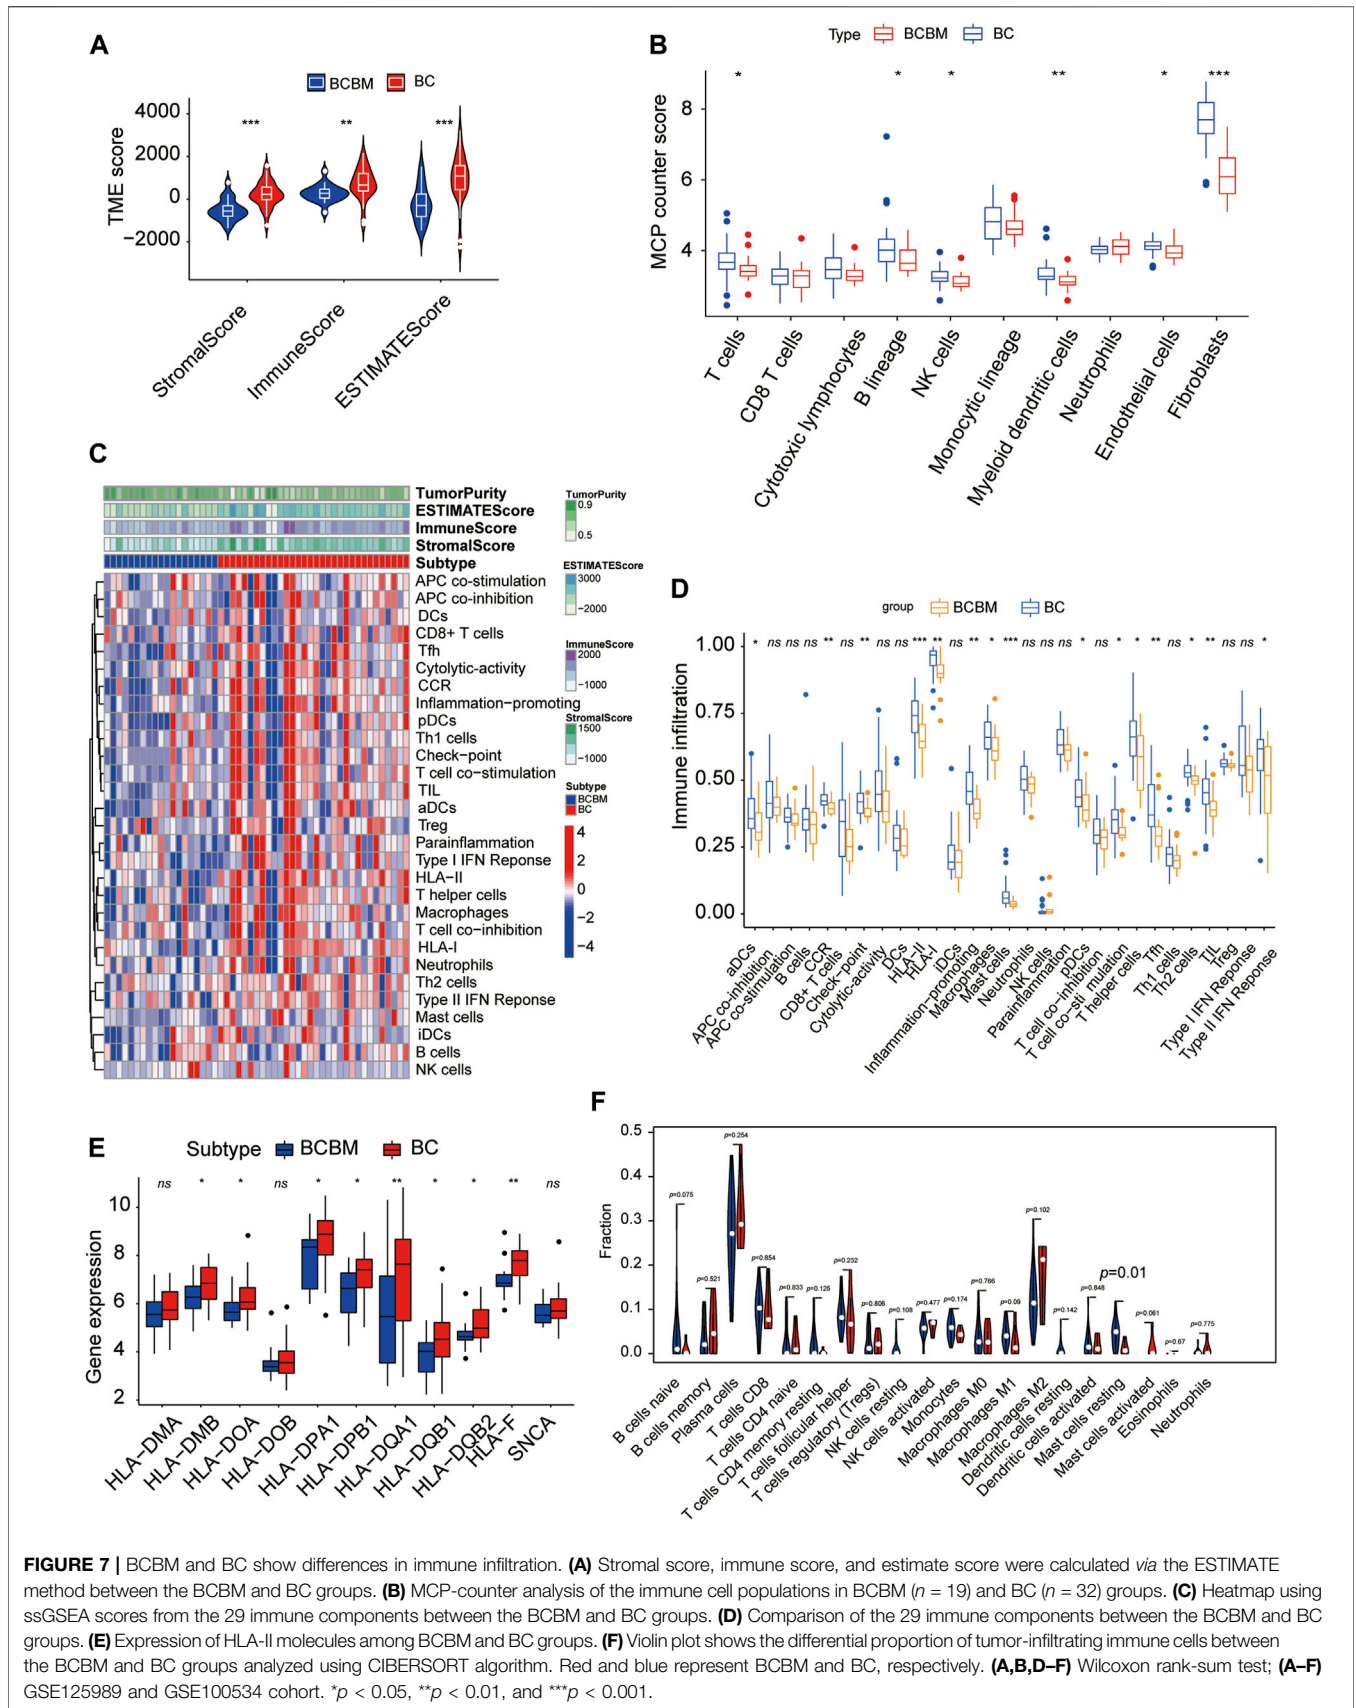 A
BCBM BC
TME score
4000
2000
0
−2000
*** ** ***
StromalScore
ImmuneScore
ESTIMATEScore
B
Type BCBM BC
MCP counter score
8
6
4
* * * ** * ***
T cells
CD8 T cells
Cytotoxic lymphocytes
B lineage
NK cells
Monocytic lineage
Myeloid dendritic cells
Neutrophils
Endothelial cells
Fibroblasts
C
TumorPurity
ESTIMATEScore
ImmuneScore
StromalScore
Subtype
APC co-stimulation
APC co-inhibition
DCs
CD8+ T cells
Tfh
Cytolytic-activity
CCR
Inflammation−promoting
pDCs
Th1 cells
Check−point
T cell co−stimulation
TIL
aDCs
Treg
Parainflammation
Type I IFN Reponse
HLA−II
T helper cells
Macrophages
T cell co−inhibition
HLA-I
Neutrophils
Th2 cells
Type II IFN Reponse
Mast cells
iDCs
B cells
NK cells
TumorPurity
0.9
0.5
ESTIMATEScore
3000
−2000
ImmuneScore
2000
−1000
StromalScore
1500
−1000
Subtype
BCBM
BC
4
2
0
−2
−4
D
group BCBM BC
Immune infiltration
1.00
0.75
0.50
0.25
0.00
* ns ns ns ** ns ** ns ns *** ** ns ** * *** ns ns ns * ns * * ** ns * ** ns ns *
aDCs
APC co−inhibition
APC co−stimulation
B cells
CCR
CD8+ T cells
Check−point
Cytolytic−activity
DCs
HLA−II
HLA−I
iDCs
Inflammation−promoting
Macrophages
Mast cells
Neutrophils
NK cells
Parainflammation
pDCs
T cell co−inhibition
T cell co−sti mulation
T helper cells
Tfh
Th1 cells
Th2 cells
TIL
Treg
Type I IFN Reponse
Type II IFN Reponse
E
Subtype BCBM BC
Gene expression
10
8
6
4
2
ns * * ns * * ** * * ** ns
HLA−DMA
HLA−DMB
HLA−DOA
HLA−DOB
HLA−DPA1
HLA−DPB1
HLA−DQA1
HLA−DQB1
HLA−DQB2
HLA−F
SNCA
F
Fraction
0.5
0.4
0.3
0.2
0.1
0.0
p=0.075
p=0.521
p=0.254
p=0.854
p=0.833
p=0.125
p=0.232
p=0.806
p=0.108
p=0.477
p=0.174
p=0.766
p=0.09
p=0.102
p=0.142
p=0.848
p=0.01
p=0.061
p=0.67
p=0.775
B cells naive
B cells memory
Plasma cells
T cells CD8
T cells CD4 naive
T cells CD4 memory resting
T cells follicular helper
T cells regulatory (Tregs)
NK cells resting
NK cells activated
Monocytes
Macrophages M0
Macrophages M1
Macrophages M2
Dendritic cells resting
Dendritic cells activated
Mast cells resting
Mast cells activated
Eosinophils
Neutrophils
FIGURE 7 | BCBM and BC show differences in immune infiltration. (A) Stromal score, immune score, and estimate score were calculated via the ESTIMATE
method between the BCBM and BC groups. (B) MCP-counter analysis of the immune cell populations in BCBM (n = 19) and BC (n = 32) groups. (C) Heatmap using
ssGSEA scores from the 29 immune components between the BCBM and BC groups. (D) Comparison of the 29 immune components between the BCBM and BC
groups. (E) Expression of HLA-II molecules among BCBM and BC groups. (F) Violin plot shows the differential proportion of tumor-infiltrating immune cells between
the BCBM and BC groups analyzed using CIBERSORT algorithm. Red and blue represent BCBM and BC, respectively. (A,B,D–F) Wilcoxon rank-sum test; (A–F)
GSE125989 and GSE100534 cohort. *p < 0.05, **p < 0.01, and ***p < 0.001.